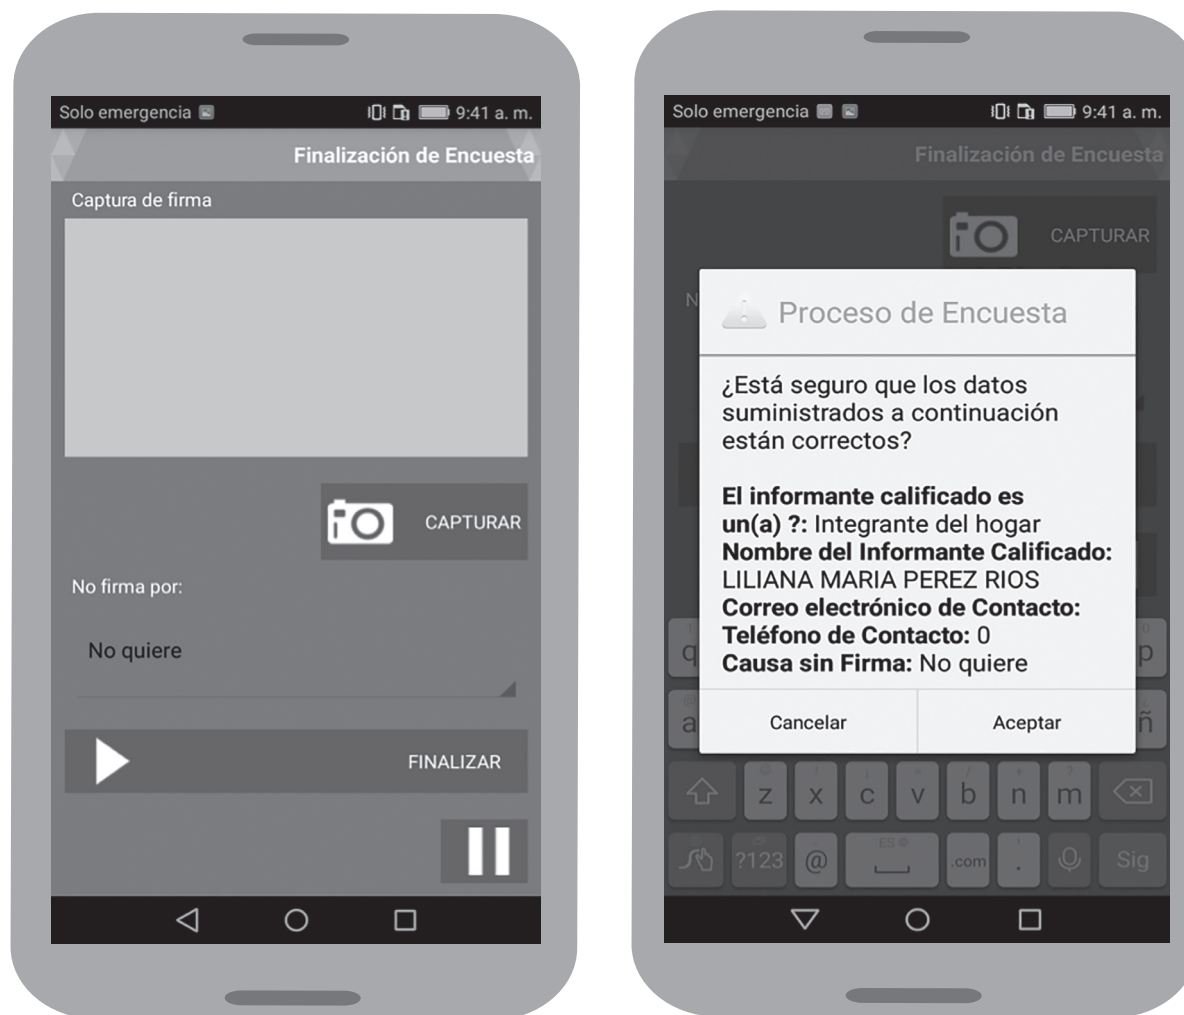 Solo emergencia
9:41 a. m.
Finalización de Encuesta
Captura de firma
CAPTURAR
No firma por:
No quiere
FINALIZAR
Solo emergencia
9:41 a. m.
Finalización de Encuesta
CAPTURAR
N
Proceso de Encuesta
¿Está seguro que los datos
suministrados a continuación
están correctos?
El informante calificado es
un(a) ?: Integrante del hogar
Nombre del Informante Calificado:
LILIANA MARIA PEREZ RIOS
Correo electrónico de Contacto:
Teléfono de Contacto: 0
Causa sin Firma: No quiere
Cancelar Aceptar
q p
a ñ
z x c v b n m
?123 @ ES .com . Sig